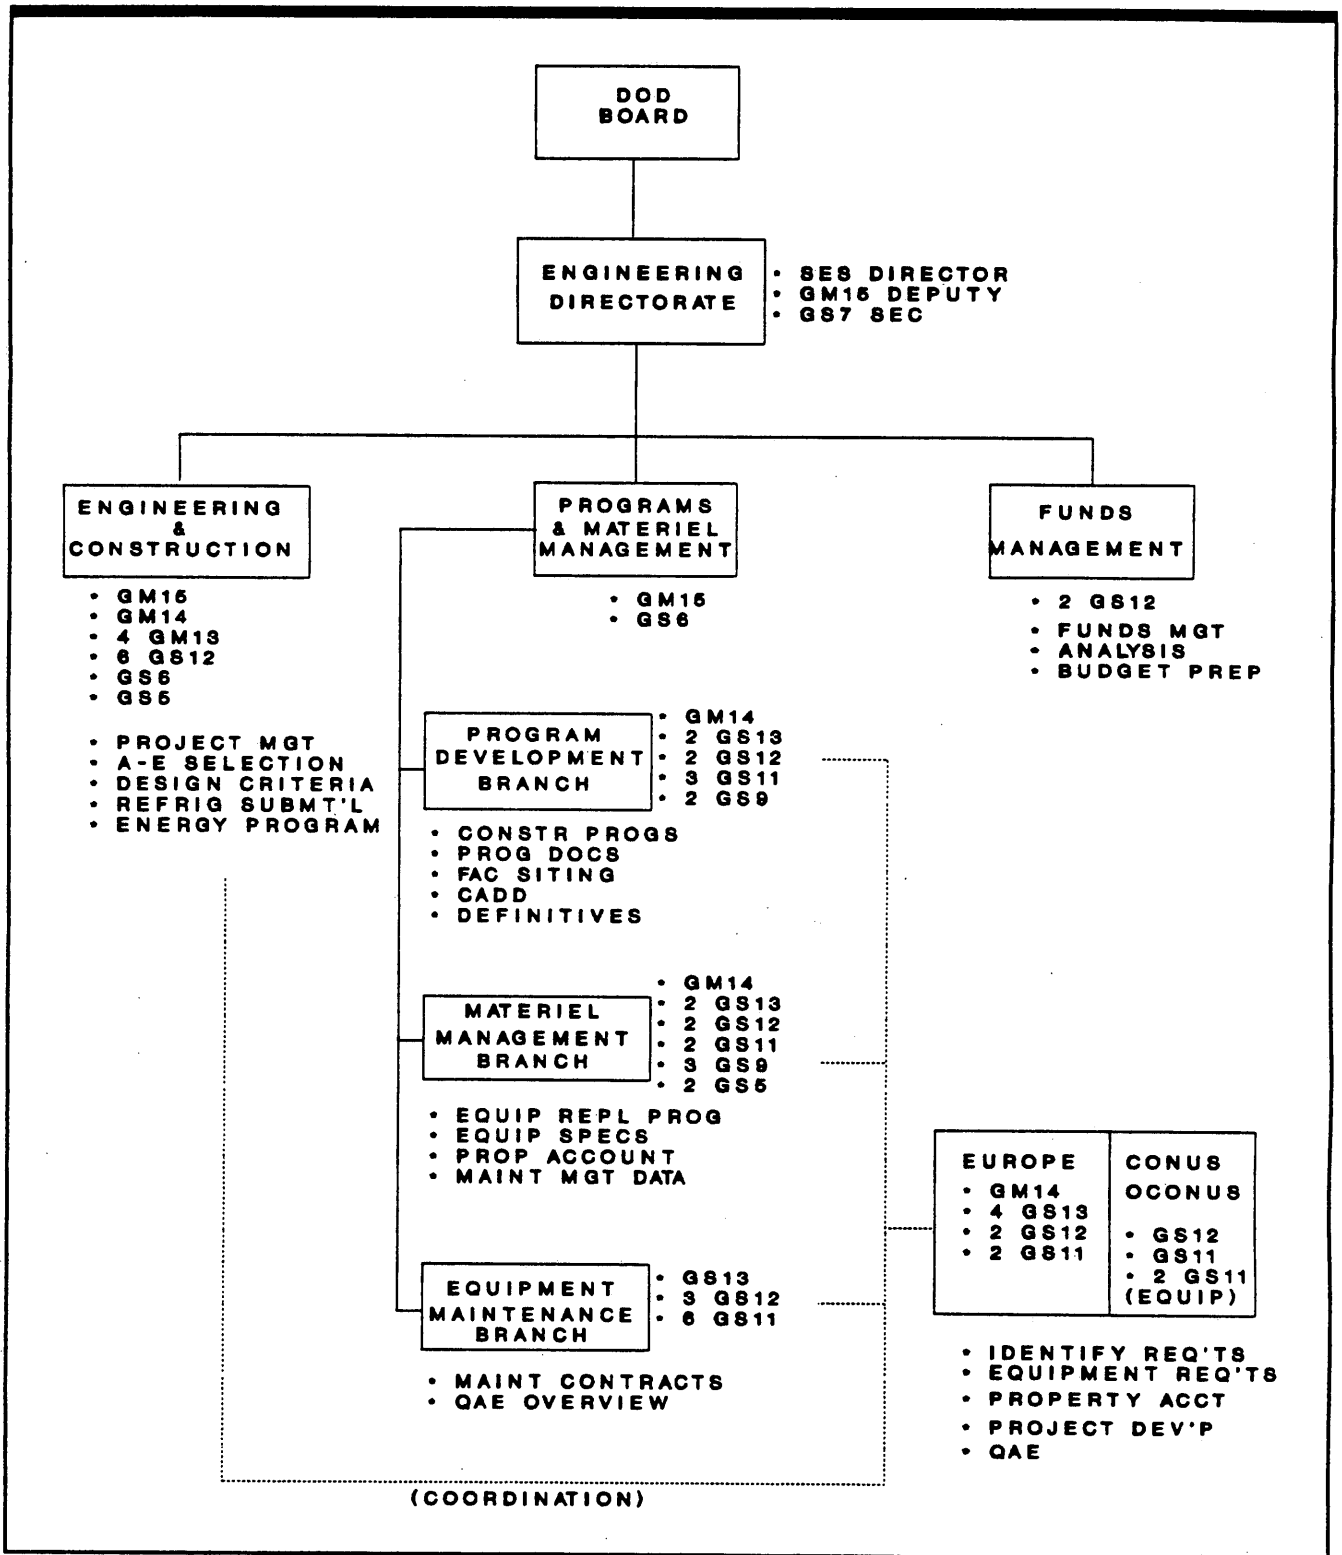 DOD
BOARD
ENGINEERING
DIRECTORATE
• SES DIRECTOR
• GM15 DEPUTY
• GS7 SEC
ENGINEERING
&
CONSTRUCTION
• GM15
• GM14
• 4 GM13
• 6 GS12
• GS6
• GS5
• PROJECT MGT
• A-E SELECTION
• DESIGN CRITERIA
• REFRIG SUBMT'L
• ENERGY PROGRAM
PROGRAMS
& MATERIEL
MANAGEMENT
• GM15
• GS6
FUNDS
MANAGEMENT
• 2 GS12
• FUNDS MGT
• ANALYSIS
• BUDGET PREP
PROGRAM
DEVELOPMENT
BRANCH
• GM14
• 2 GS13
• 2 GS12
• 3 GS11
• 2 GS9
• CONSTR PROGS
• PROG DOCS
• FAC SITING
• CADD
• DEFINITIVES
MATERIEL
MANAGEMENT
BRANCH
• GM14
• 2 GS13
• 2 GS12
• 2 GS11
• 3 GS9
• 2 GS5
• EQUIP REPL PROG
• EQUIP SPECS
• PROP ACCOUNT
• MAINT MGT DATA
EQUIPMENT
MAINTENANCE
BRANCH
• GS13
• 3 GS12
• 6 GS11
• MAINT CONTRACTS
• QAE OVERVIEW
EUROPE
• GM14
• 4 GS13
• 2 GS12
• 2 GS11
CONUS
OCONUS
• GS12
• GS11
• 2 GS11
(EQUIP)
• IDENTIFY REQ'TS
• EQUIPMENT REQ'TS
• PROPERTY ACCT
• PROJECT DEV'P
• QAE
(COORDINATION)